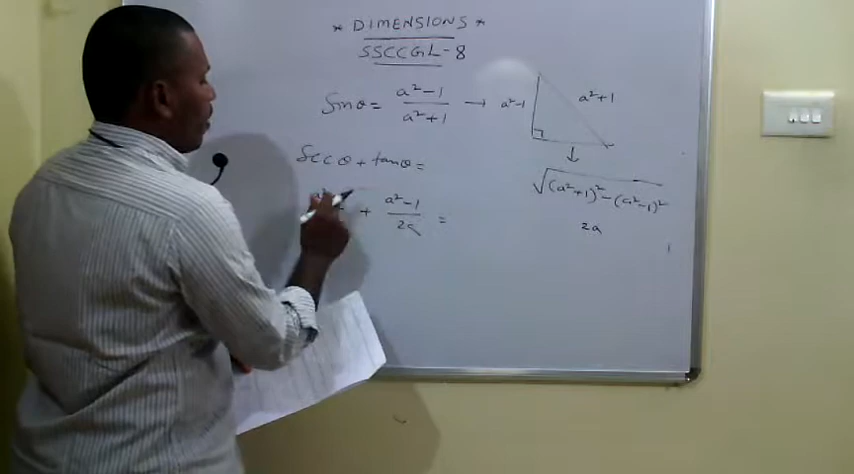 * DIMENSIONS *
SSCCGL-8
Sinθ = a²-1 / a²+1 → a²-1 a²+1
Secθ + tanθ =
√(a²+1)²-(a²-1)²
+ a²-1 / 2a =
2a